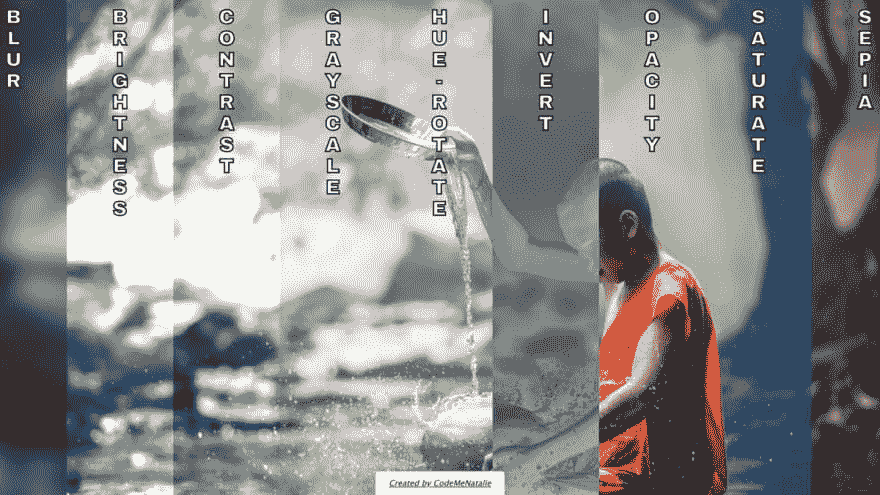 BLUR
BRIGHTNESS
CONTRAST
GRAYSCALE
HUE-ROTATE
INVERT
OPACITY
SATURATE
SEPIA
Created by CodeMeNatalie